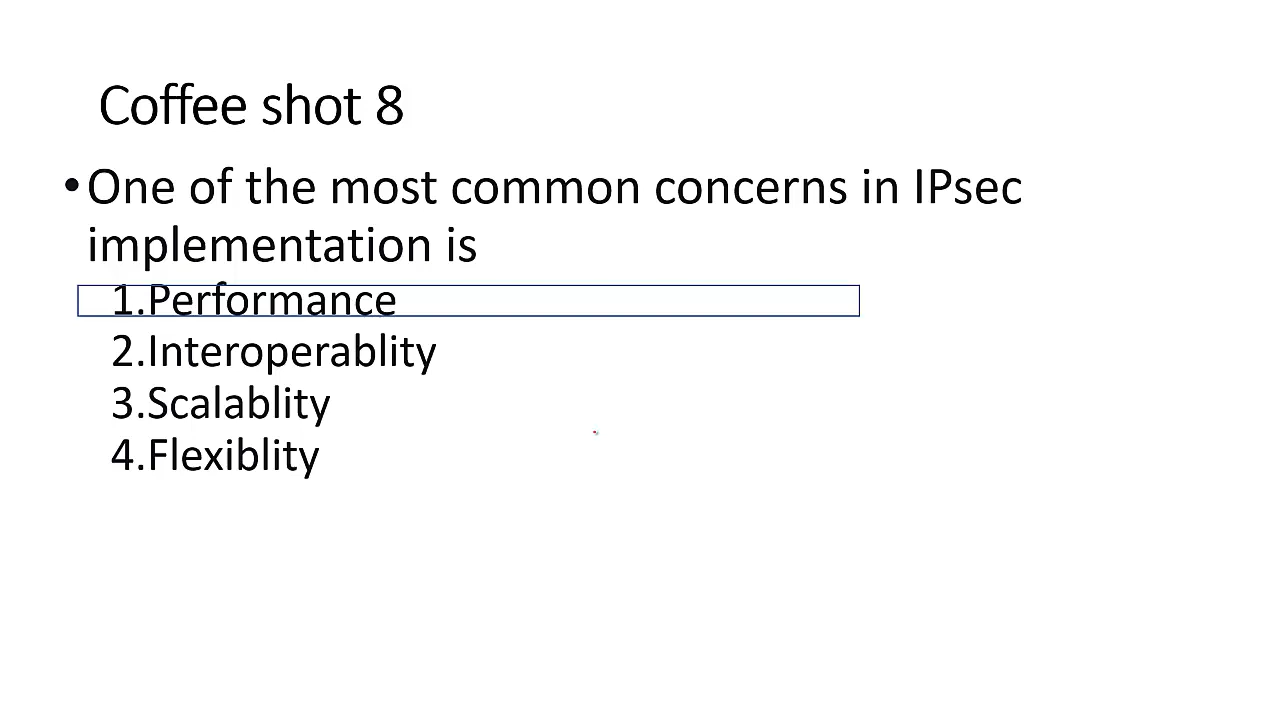 Coffee shot 8
•One of the most common concerns in IPsec
implementation is
1.Performance
2.Interoperablity
3.Scalablity
4.Flexiblity